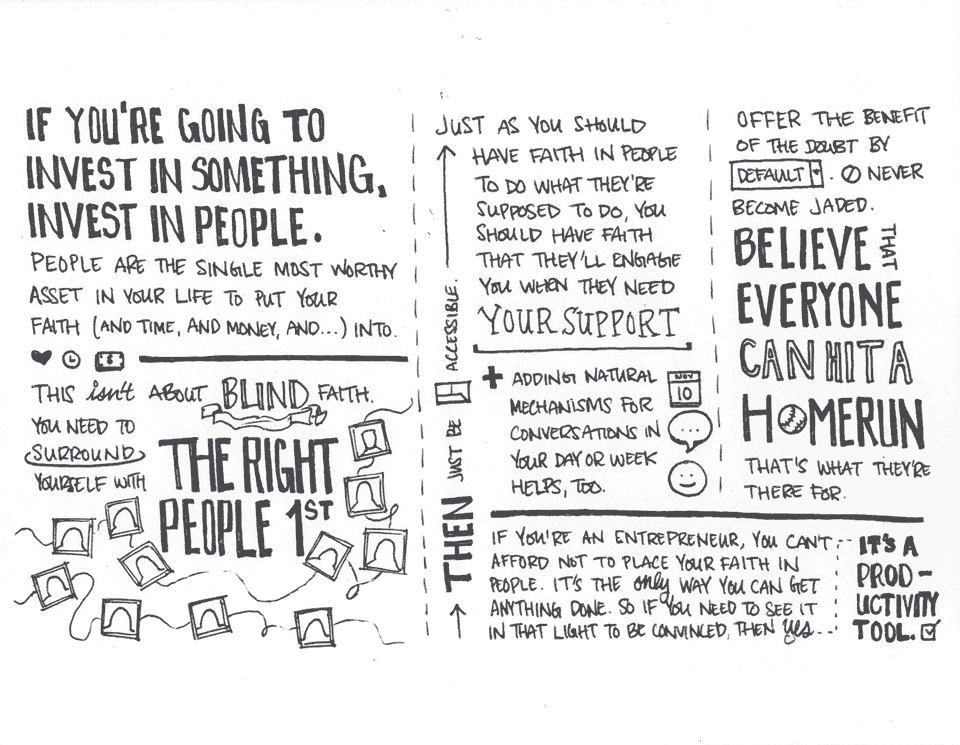 IF YOU'RE GOING TO
INVEST IN SOMETHING,
INVEST IN PEOPLE.
PEOPLE ARE THE SINGLE MOST WORTHY
ASSET IN YOUR LIFE TO PUT YOUR
FAITH (AND TIME, AND MONEY, AND...) INTO.
THIS isn't ABOUT BLIND FAITH.
YOU NEED TO
SURROUND
YOURSELF WITH
THE RIGHT
PEOPLE 1ST
THEN JUST BE ACCESSIBLE.
JUST AS YOU SHOULD
HAVE FAITH IN PEOPLE
TO DO WHAT THEY'RE
SUPPOSED TO DO, YOU
SHOULD HAVE FAITH
THAT THEY'LL ENGAGE
YOU WHEN THEY NEED
YOUR SUPPORT
+ ADDING NATURAL
MECHANISMS FOR
CONVERSATIONS IN
YOUR DAY OR WEEK
HELPS, TOO.
NOV
10
OFFER THE BENEFIT
OF THE DOUBT BY
DEFAULT. NEVER
BECOME JADED.
BELIEVE THAT
EVERYONE
CAN HIT A
HOMERUN
THAT'S WHAT THEY'RE
THERE FOR.
IF YOU'RE AN ENTREPRENEUR, YOU CAN'T
AFFORD NOT TO PLACE YOUR FAITH IN
PEOPLE. IT'S THE only WAY YOU CAN GET
ANYTHING DONE. SO IF YOU NEED TO SEE IT
IN THAT LIGHT TO BE CONVINCED, THEN yes...
IT'S A
PROD-
UCTIVITY
TOOL.